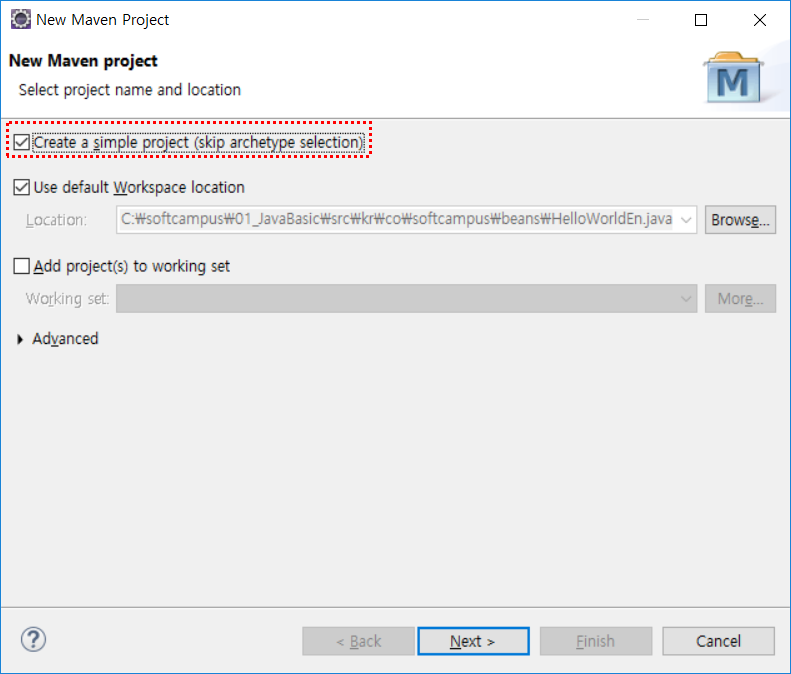 New Maven Project
New Maven project
Select project name and location
M
Create a simple project (skip archetype selection)
Use default Workspace location
Location: C:₩softcampus₩01_JavaBasic₩src₩kr₩co₩softcampus₩beans₩HelloWorldEn.java Browse...
Add project(s) to working set
Working set: More...
Advanced
? < Back Next > Finish Cancel